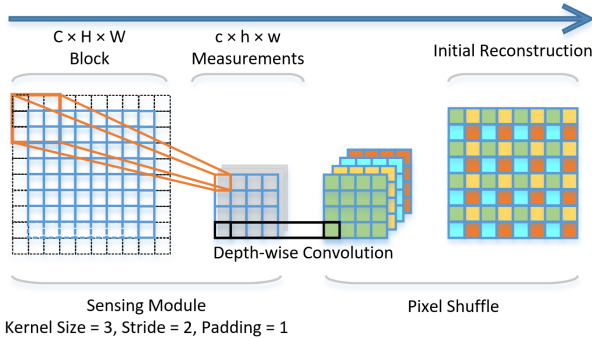 C × H × W
Block
c × h × w
Measurements
Initial Reconstruction
Depth-wise Convolution
Sensing Module
Kernel Size = 3, Stride = 2, Padding = 1
Pixel Shuffle